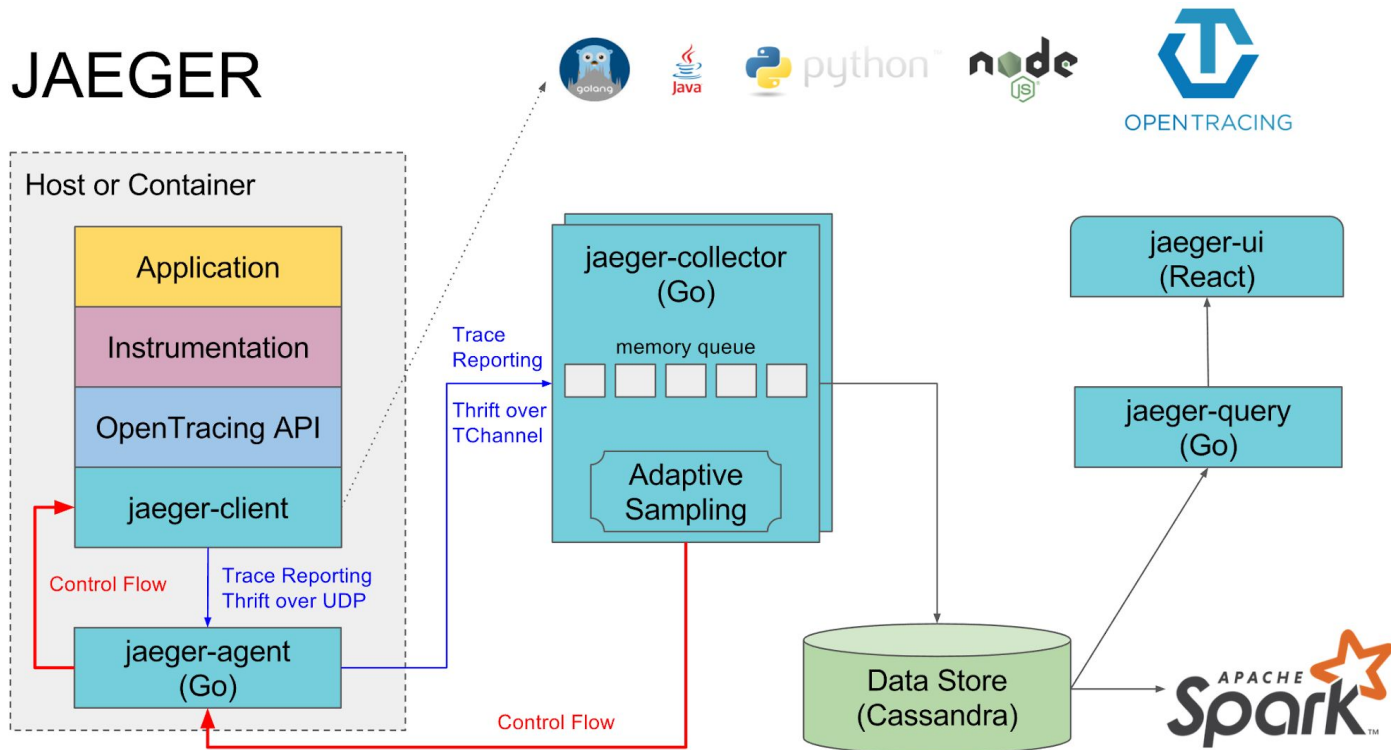 JAEGER
golang
Java
python
node
JS
OPENTRACING
Host or Container
Application
Instrumentation
OpenTracing API
jaeger-client
Control Flow
Trace Reporting
Thrift over UDP
jaeger-agent
(Go)
Trace
Reporting
Thrift over
TChannel
jaeger-collector
(Go)
memory queue
Adaptive
Sampling
Control Flow
Data Store
(Cassandra)
jaeger-ui
(React)
jaeger-query
(Go)
APACHE
Spark™